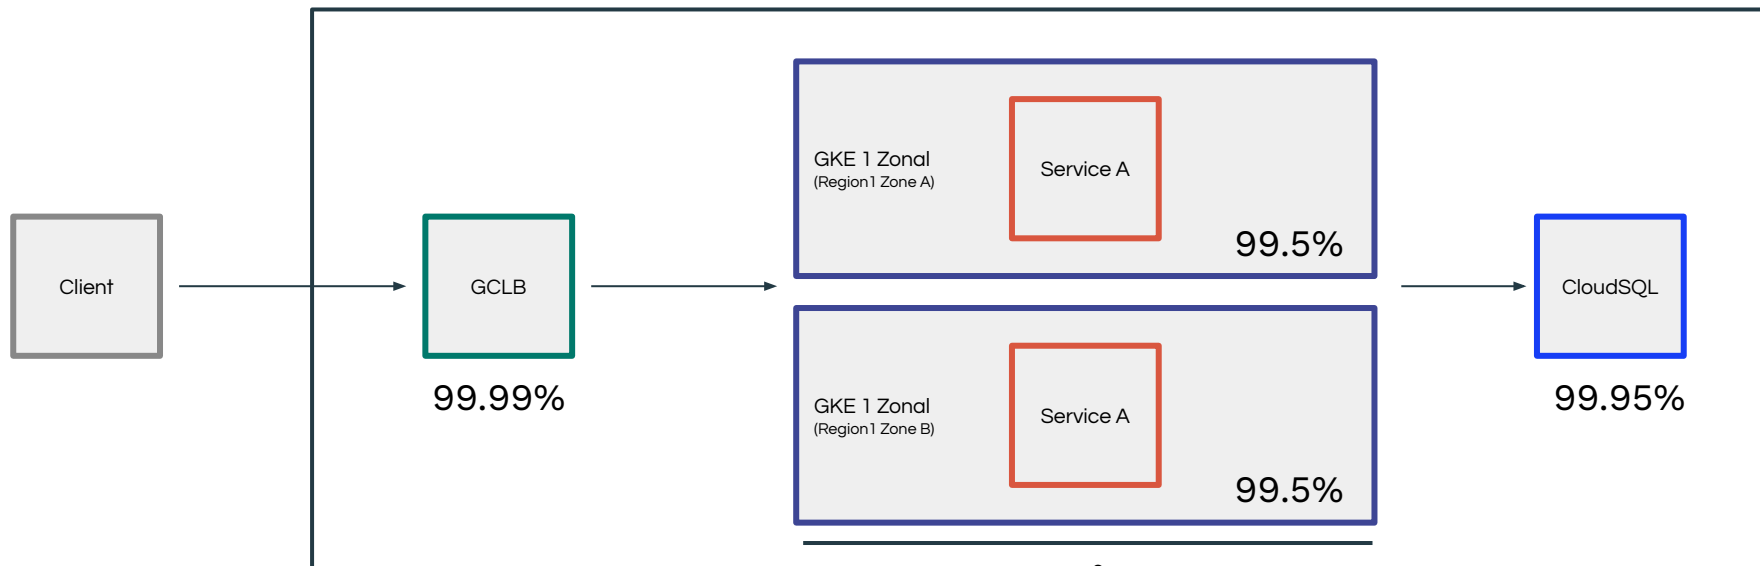 Client
GCLB
99.99%
GKE 1 Zonal
(Region1 Zone A)
Service A
99.5%
GKE 1 Zonal
(Region1 Zone B)
Service A
99.5%
CloudSQL
99.95%